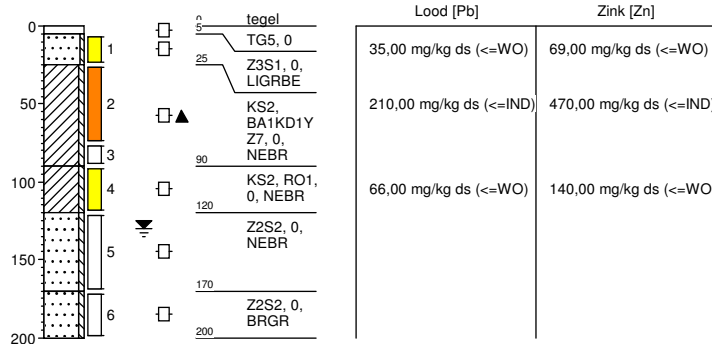 0
50
100
150
200
1
2
3
4
5
6
0
5
25
90
120
170
200
tegel
TG5, 0
Z3S1, 0,
LIGRBE
KS2,
BA1KD1Y
Z7, 0,
NEBR
KS2, RO1,
0, NEBR
Z2S2, 0,
NEBR
Z2S2, 0,
BRGR
Lood [Pb] Zink [Zn]
35,00 mg/kg ds (<=WO) 69,00 mg/kg ds (<=WO)
210,00 mg/kg ds (<=IND) 470,00 mg/kg ds (<=IND)
66,00 mg/kg ds (<=WO) 140,00 mg/kg ds (<=WO